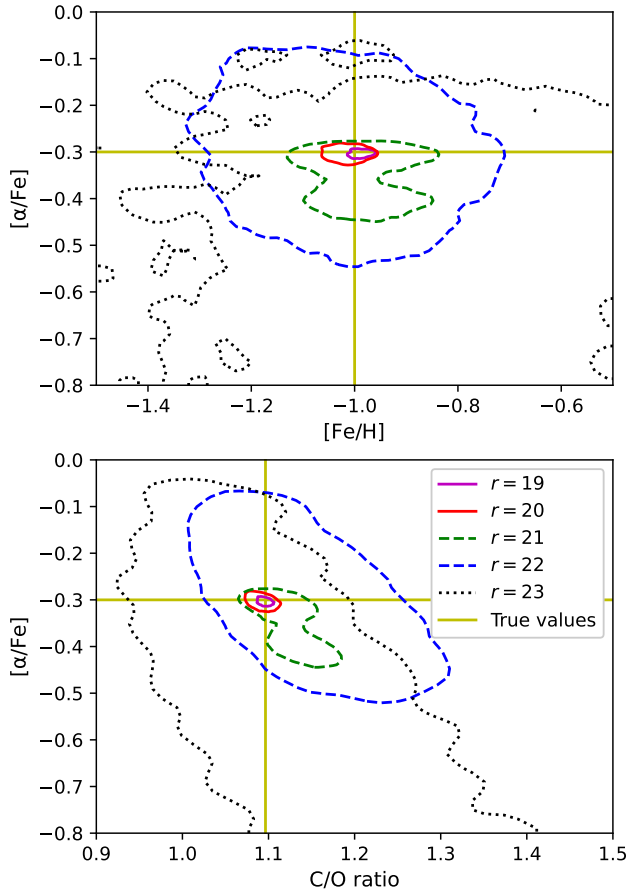 0.0
−0.1
−0.2
−0.3
−0.4
−0.5
−0.6
−0.7
−0.8
[α/Fe]
−1.4 −1.2 −1.0 −0.8 −0.6
[Fe/H]
0.0
−0.1
−0.2
−0.3
−0.4
−0.5
−0.6
−0.7
−0.8
[α/Fe]
r = 19
r = 20
r = 21
r = 22
r = 23
True values
0.9 1.0 1.1 1.2 1.3 1.4 1.5
C/O ratio